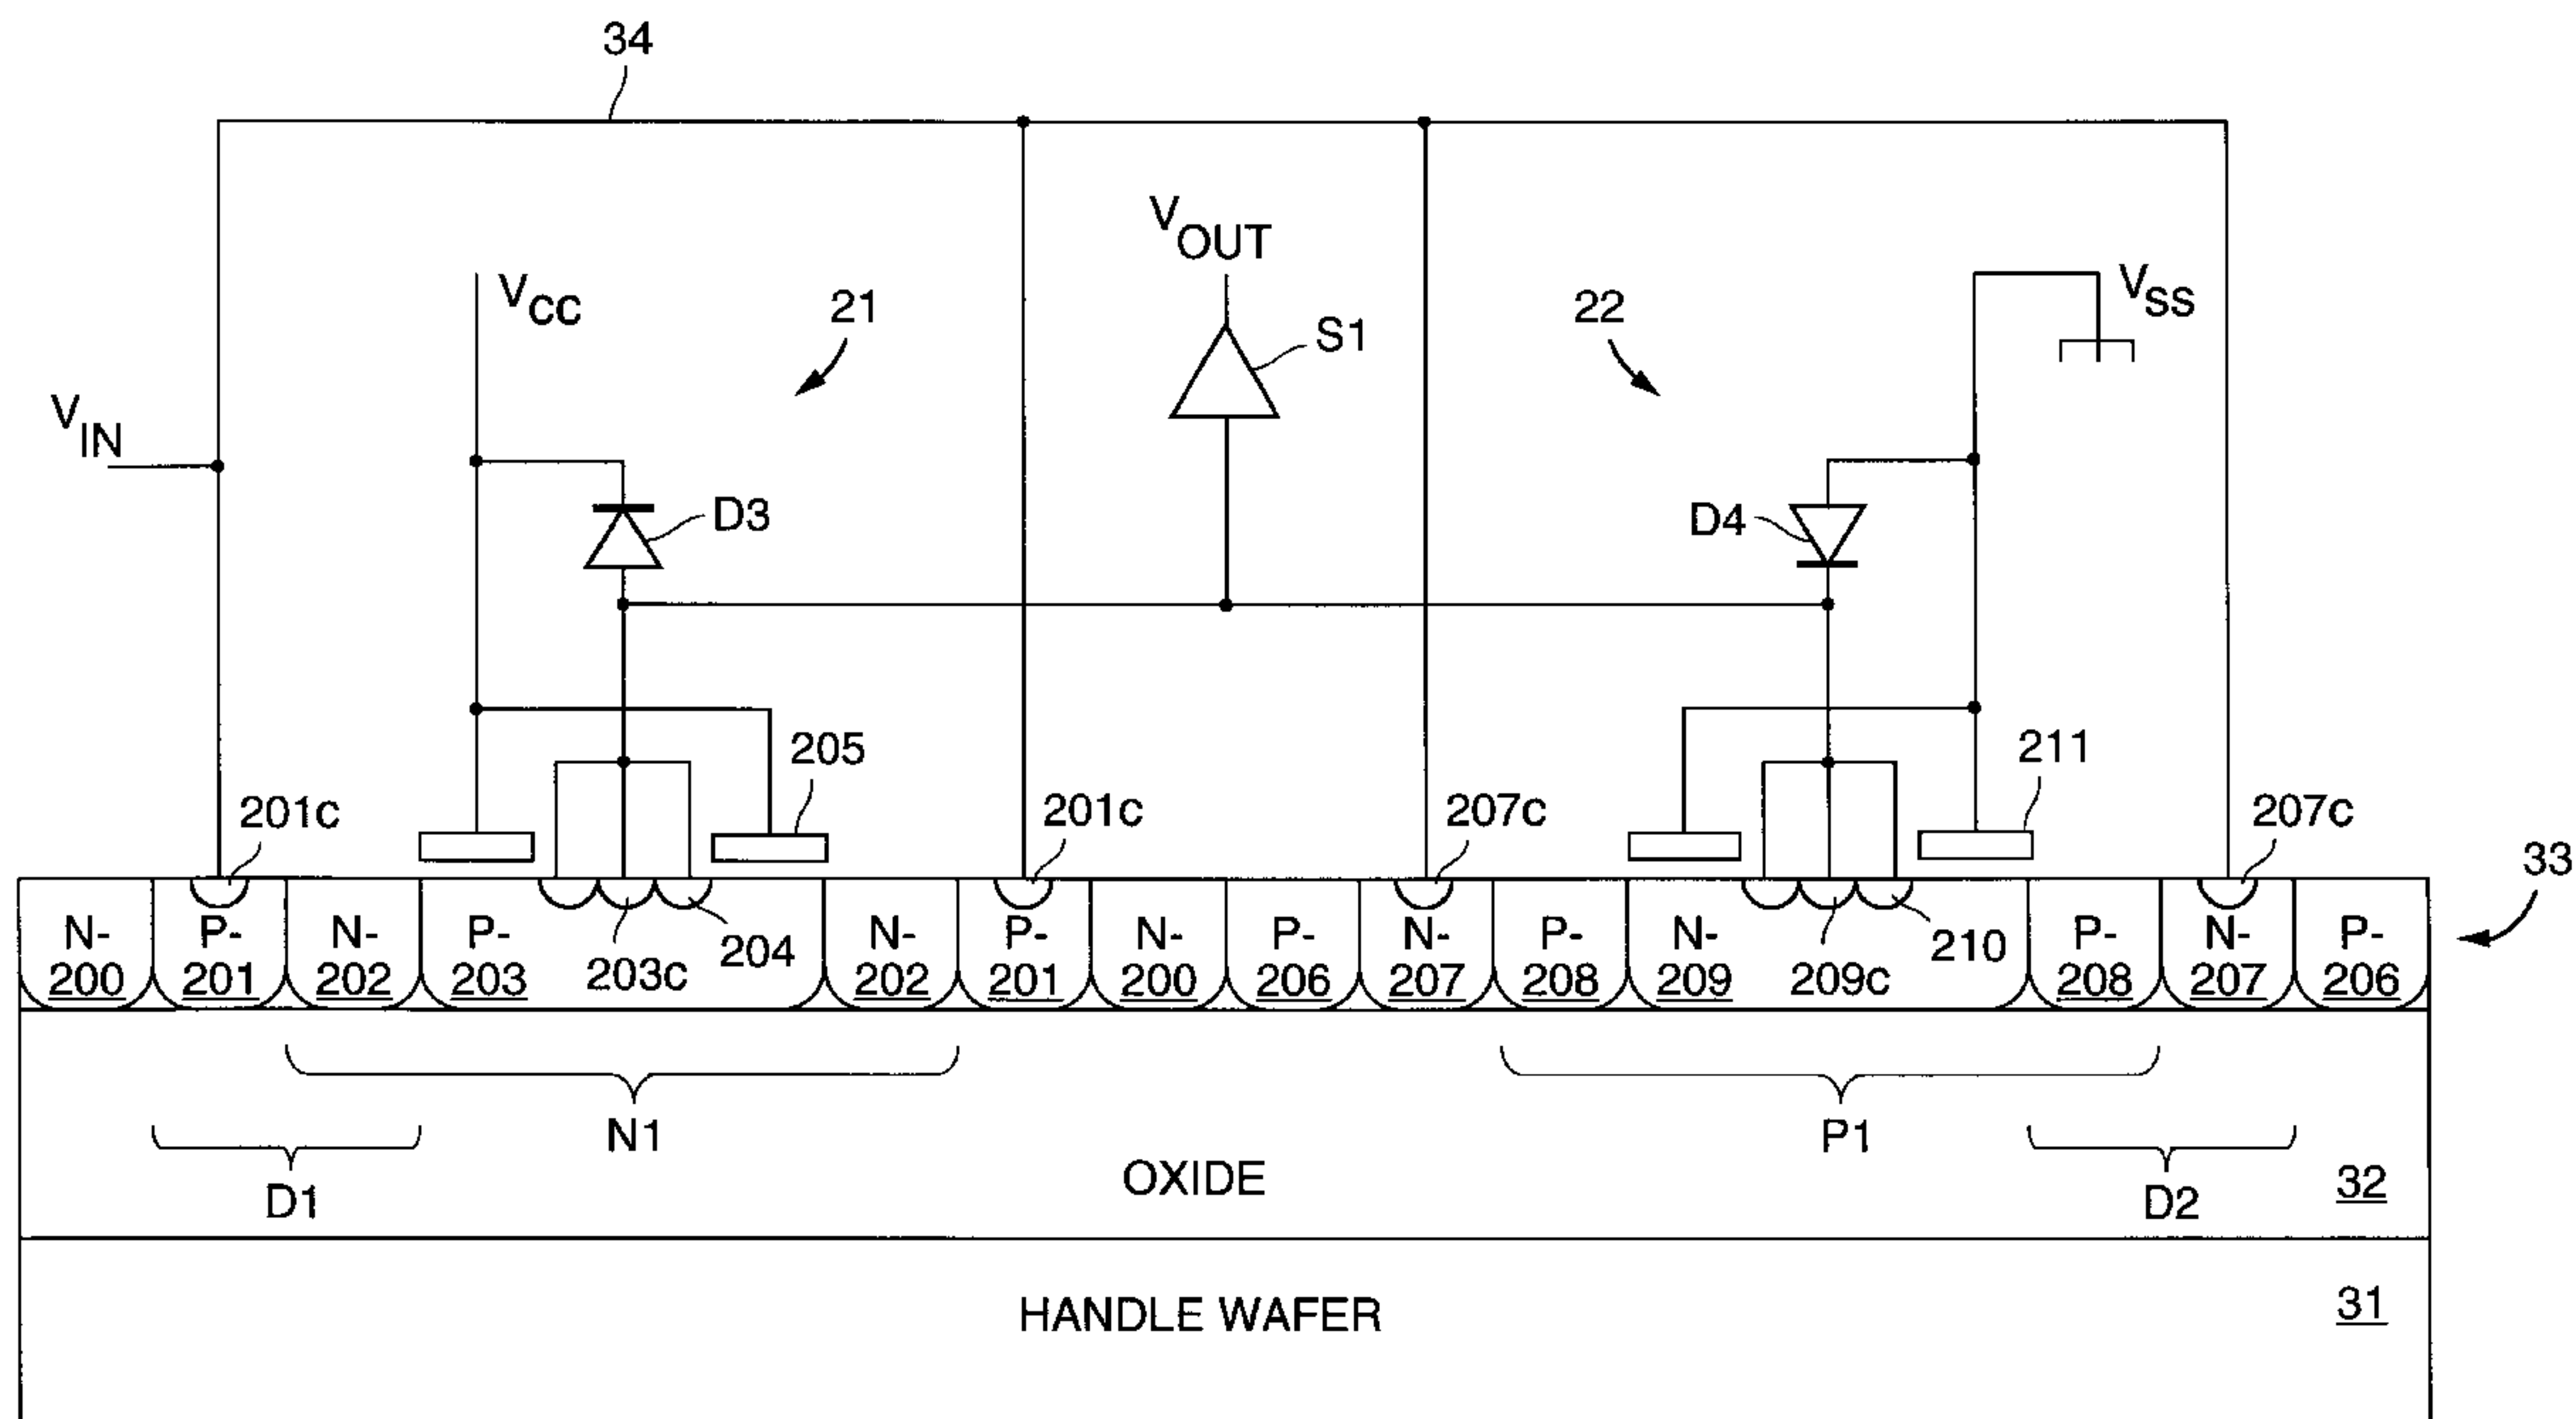 34
VOUT
VCC
21
22
VSS
S1
VIN
D3
D4
205
211
201c
201c
207c
207c
33
N-
P-
N-
P-
204
N-
P-
N-
P-
N-
P-
N-
210
P-
N-
P-
200
201
202
203
203c
202
201
200
206
207
208
209
209c
208
207
206
N1
P1
D1
OXIDE
D2
32
HANDLE WAFER
31